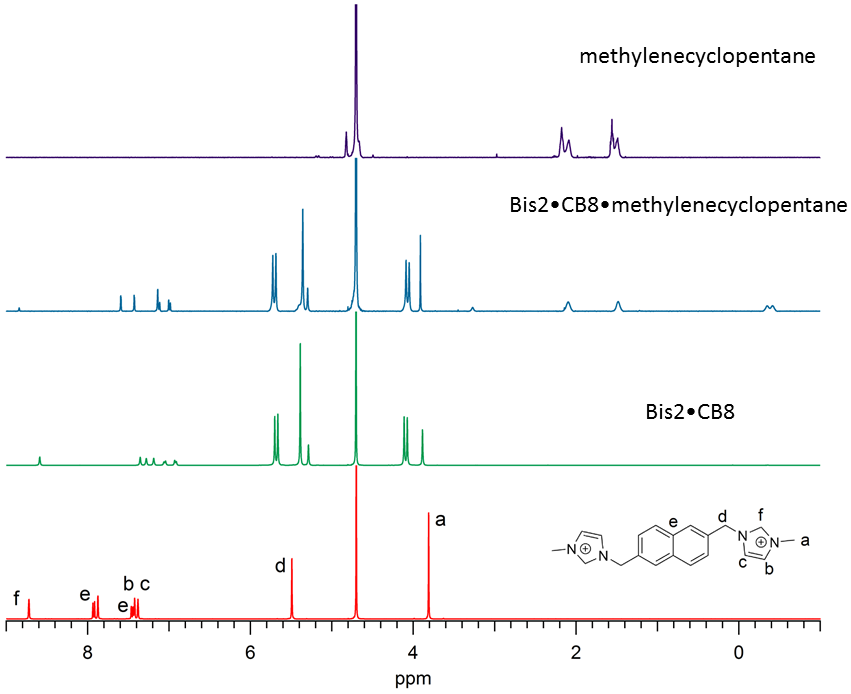 methylenecyclopentane
Bis2•CB8•methylenecyclopentane
Bis2•CB8
a
d
f
e
e
b c
e
d
f
N
N
N
N
a
c
b
8
6
4
2
0
ppm